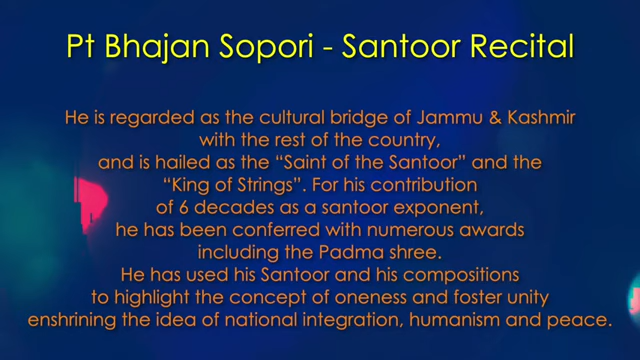 Pt Bhajan Sopori - Santoor Recital
He is regarded as the cultural bridge of Jammu & Kashmir
with the rest of the country,
and is hailed as the “Saint of the Santoor” and the
“King of Strings”. For his contribution
of 6 decades as a santoor exponent,
he has been conferred with numerous awards
including the Padma shree.
He has used his Santoor and his compositions
to highlight the concept of oneness and foster unity
enshrining the idea of national integration, humanism and peace.